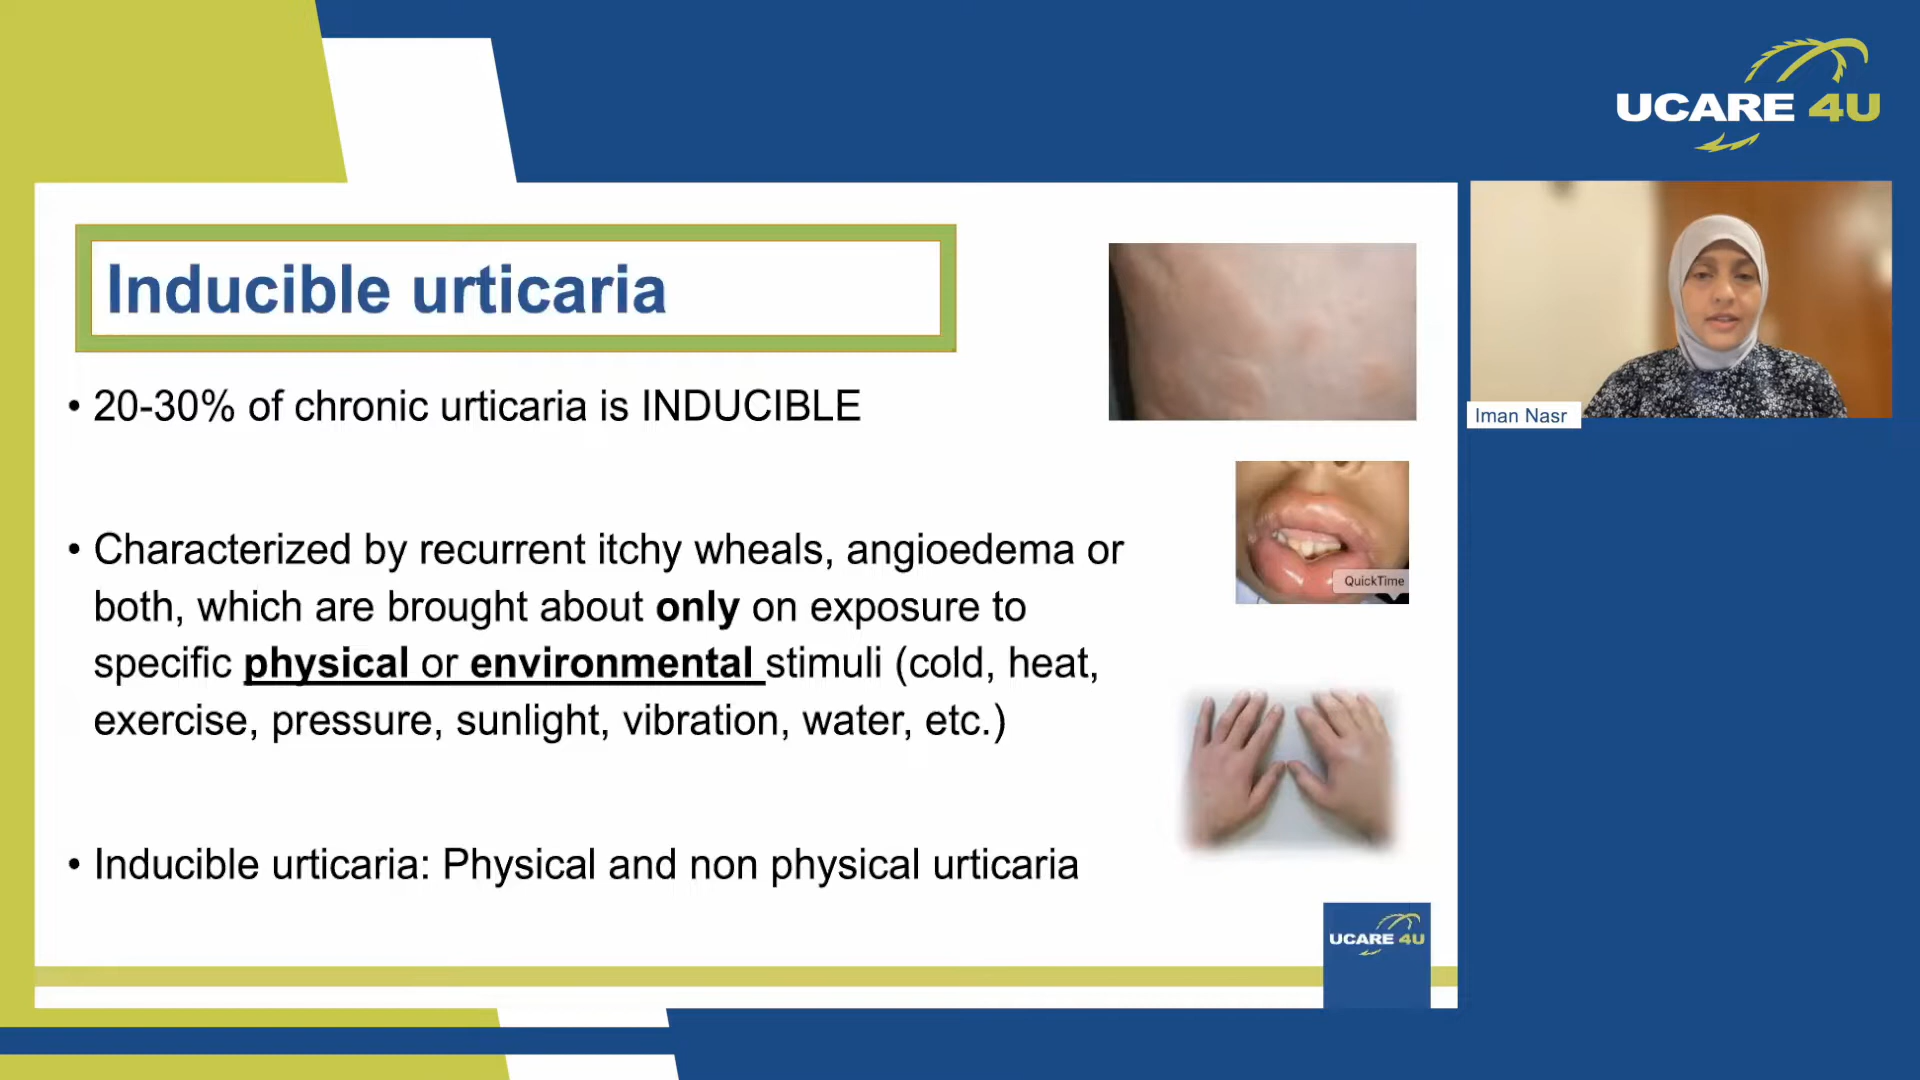 UCARE 4U
Inducible urticaria
• 20-30% of chronic urticaria is INDUCIBLE
Iman Nasr
• Characterized by recurrent itchy wheals, angioedema or
both, which are brought about only on exposure to
specific physical or environmental stimuli (cold, heat,
exercise, pressure, sunlight, vibration, water, etc.)
QuickTime
• Inducible urticaria: Physical and non physical urticaria
UCARE 4U